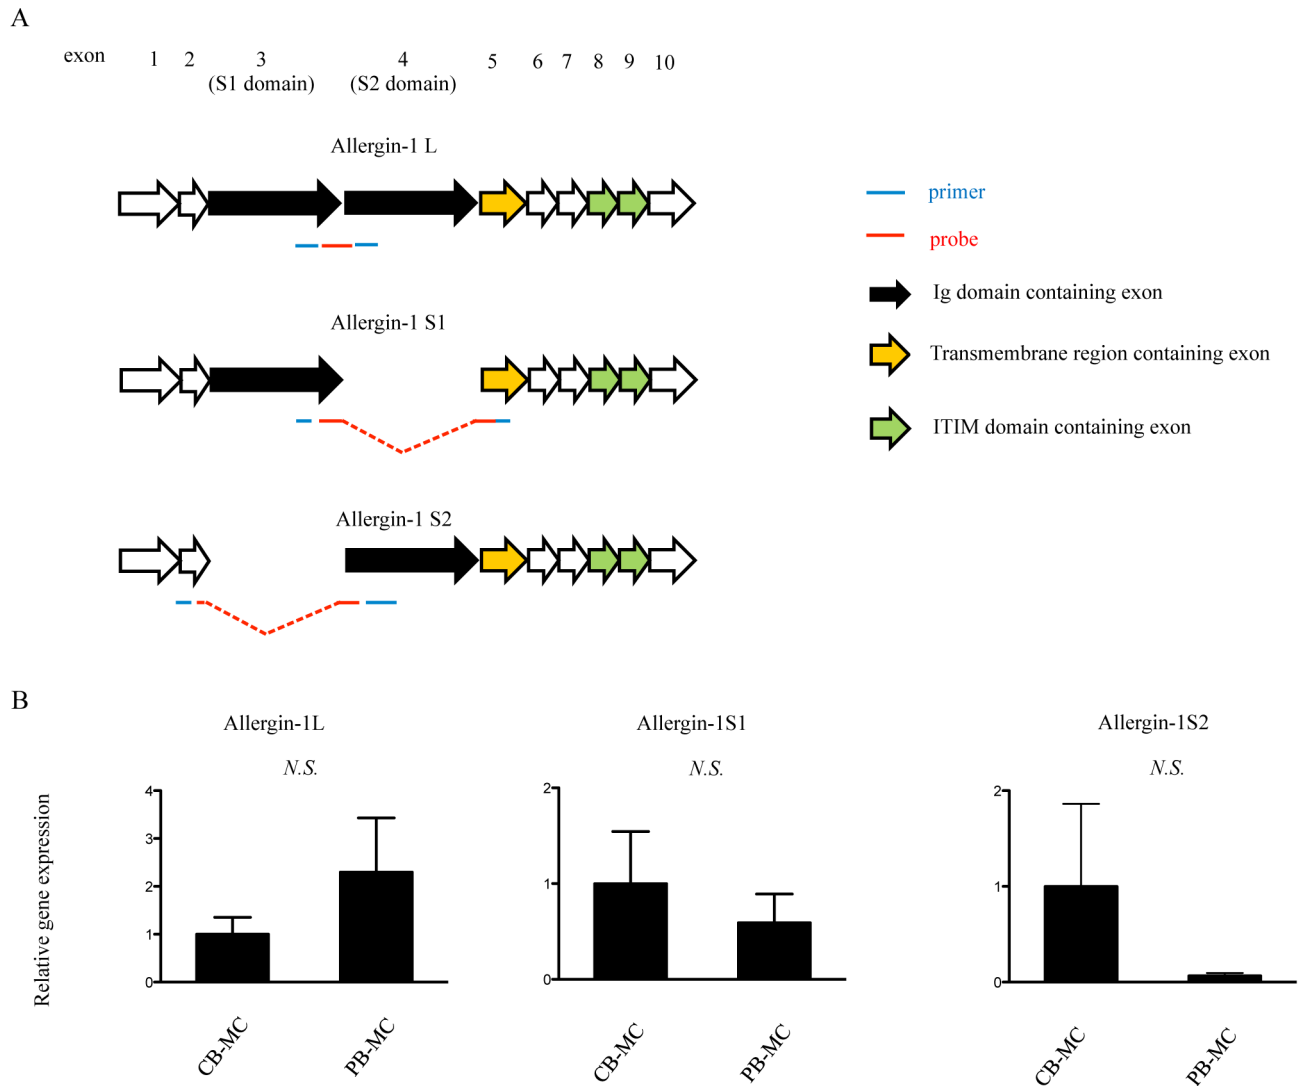 A
exon 1 2 3 4 5 6 7 8 9 10
(S1 domain) (S2 domain)
Allergin-1 L
primer
probe
Ig domain containing exon
Allergin-1 S1
Transmembrane region containing exon
ITIM domain containing exon
Allergin-1 S2
B
Allergin-1L Allergin-1S1 Allergin-1S2
N.S. N.S. N.S.
Relative gene expression
4
3
2
1
0
CB-MC PB-MC
2
1
0
CB-MC PB-MC
2
1
0
CB-MC PB-MC